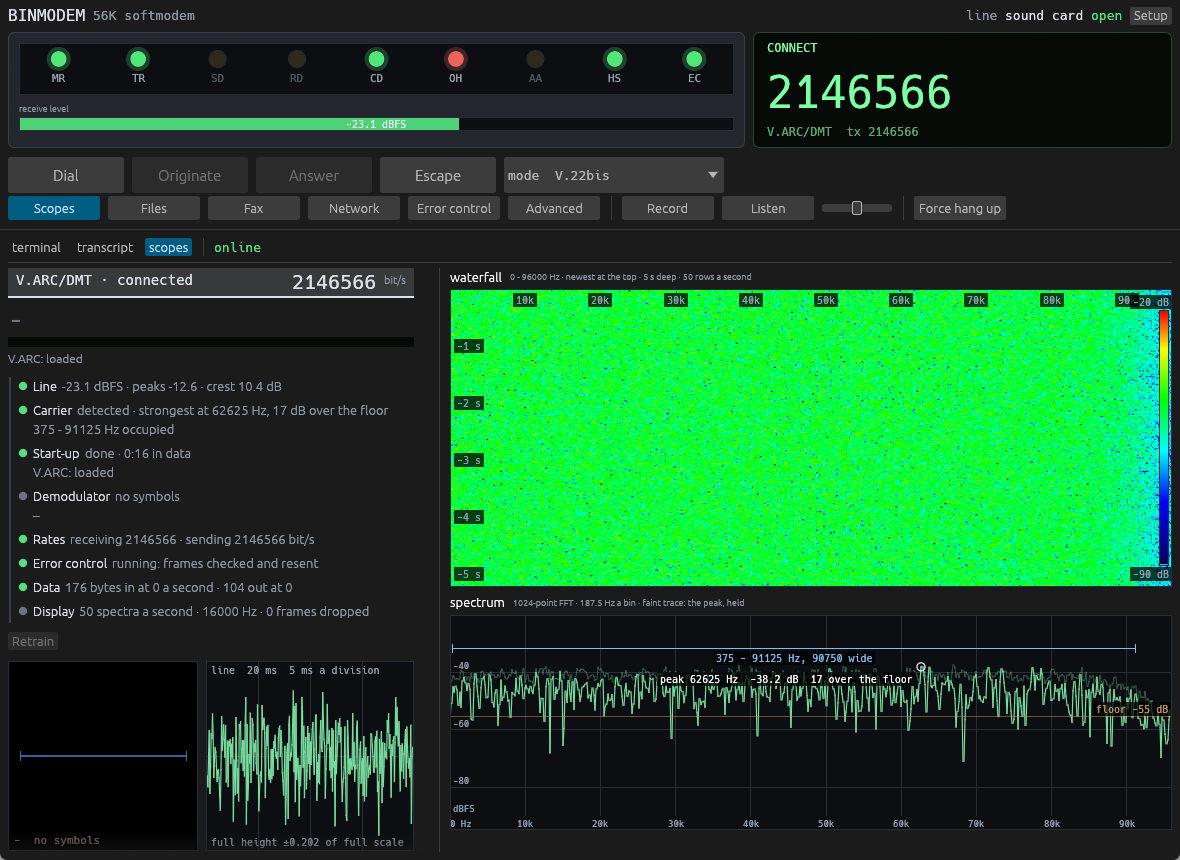 BINMODEM 56K softmodem
line sound card open Setup
MR TR SD RD CD OH AA HS EC
receive level
-23.1 dBFS
CONNECT
2146566
V.ARC/DMT tx 2146566
Dial Originate Answer Escape mode V.22bis
Scopes Files Fax Network Error control Advanced Record Listen Force hang up
terminal transcript scopes online
V.ARC/DMT · connected 2146566 bit/s
–
V.ARC: loaded
Line -23.1 dBFS · peaks -12.6 · crest 10.4 dB
Carrier detected · strongest at 62625 Hz, 17 dB over the floor
375 - 91125 Hz occupied
Start-up done · 0:16 in data
V.ARC: loaded
Demodulator no symbols
–
Rates receiving 2146566 · sending 2146566 bit/s
Error control running: frames checked and resent
Data 176 bytes in at 0 a second · 104 out at 0
Display 50 spectra a second · 16000 Hz · 0 frames dropped
Retrain
– no symbols
line 20 ms 5 ms a division
full height ±0.202 of full scale
waterfall 0 - 96000 Hz · newest at the top · 5 s deep · 50 rows a second
10k 20k 30k 40k 50k 60k 70k 80k 90 -20 dB
-1 s
-2 s
-3 s
-4 s
-5 s
-90 dB
spectrum 1024-point FFT · 187.5 Hz a bin · faint trace: the peak, held
375 - 91125 Hz, 90750 wide
-40
peak 62625 Hz -38.2 dB 17 over the floor
floor -55 dB
-60
-80
dBFS
0 Hz 10k 20k 30k 40k 50k 60k 70k 80k 90k